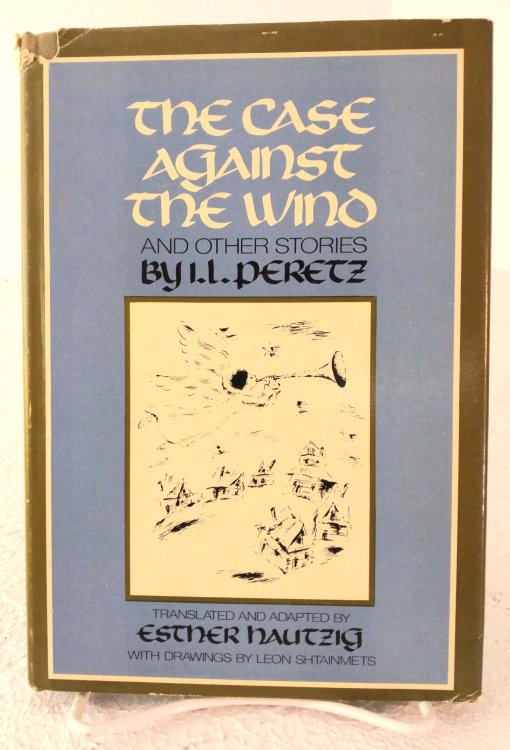 THE CASE
AGAINST
THE WIND
AND OTHER STORIES
BY I.L. PERETZ
TRANSLATED AND ADAPTED BY
ESTHER HAUTZIG
WITH DRAWINGS BY LEON SHTAINMETS